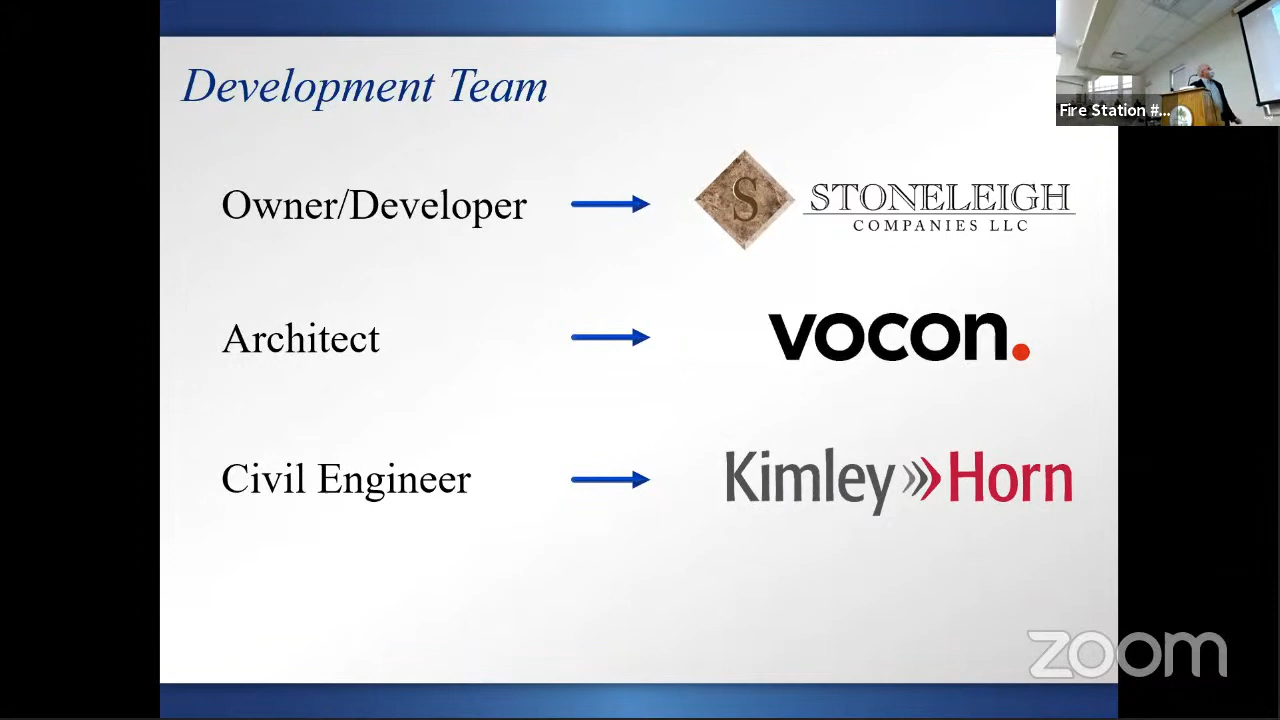 Development Team
Fire Station #...
Owner/Developer
S
STONELEIGH
COMPANIES LLC
Architect
vocon.
Civil Engineer
Kimley»Horn
zoom